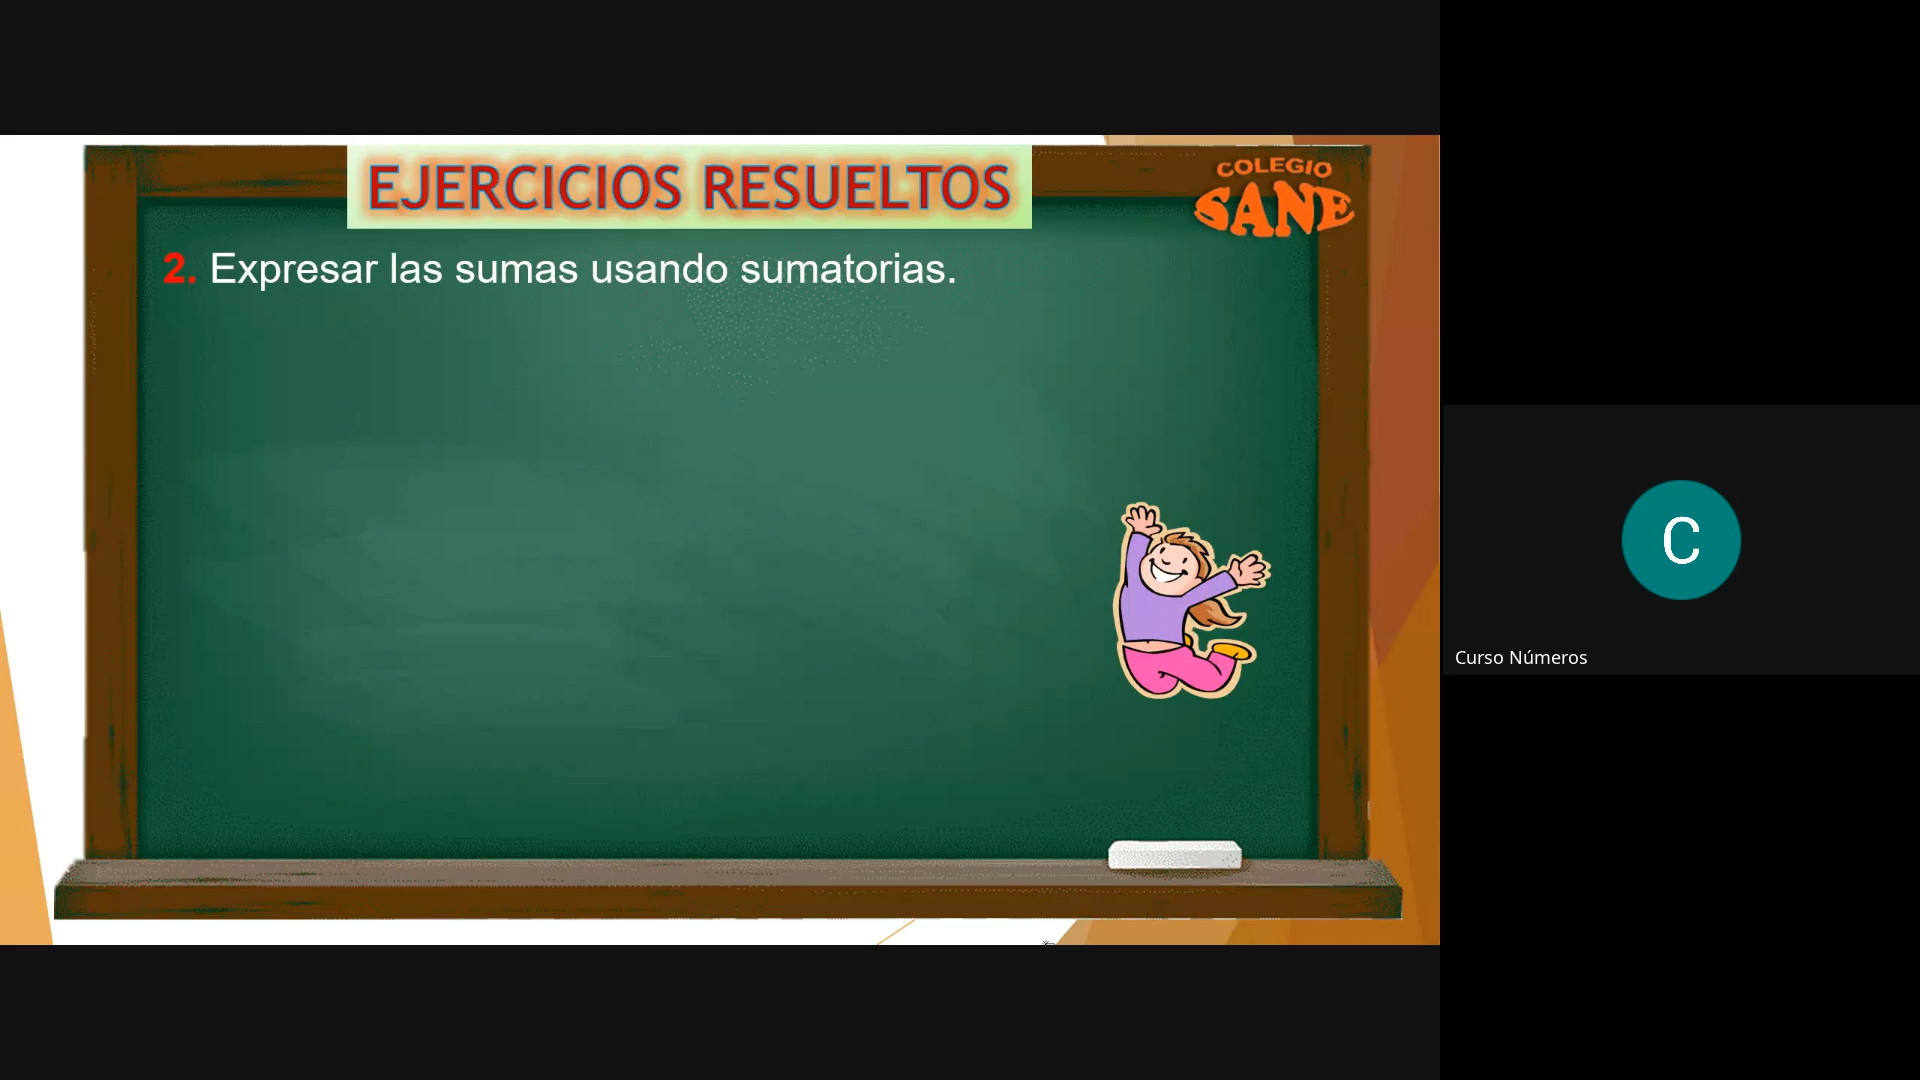 EJERCICIOS RESUELTOS
COLEGIO
SANE
2. Expresar las sumas usando sumatorias.
C
Curso Números